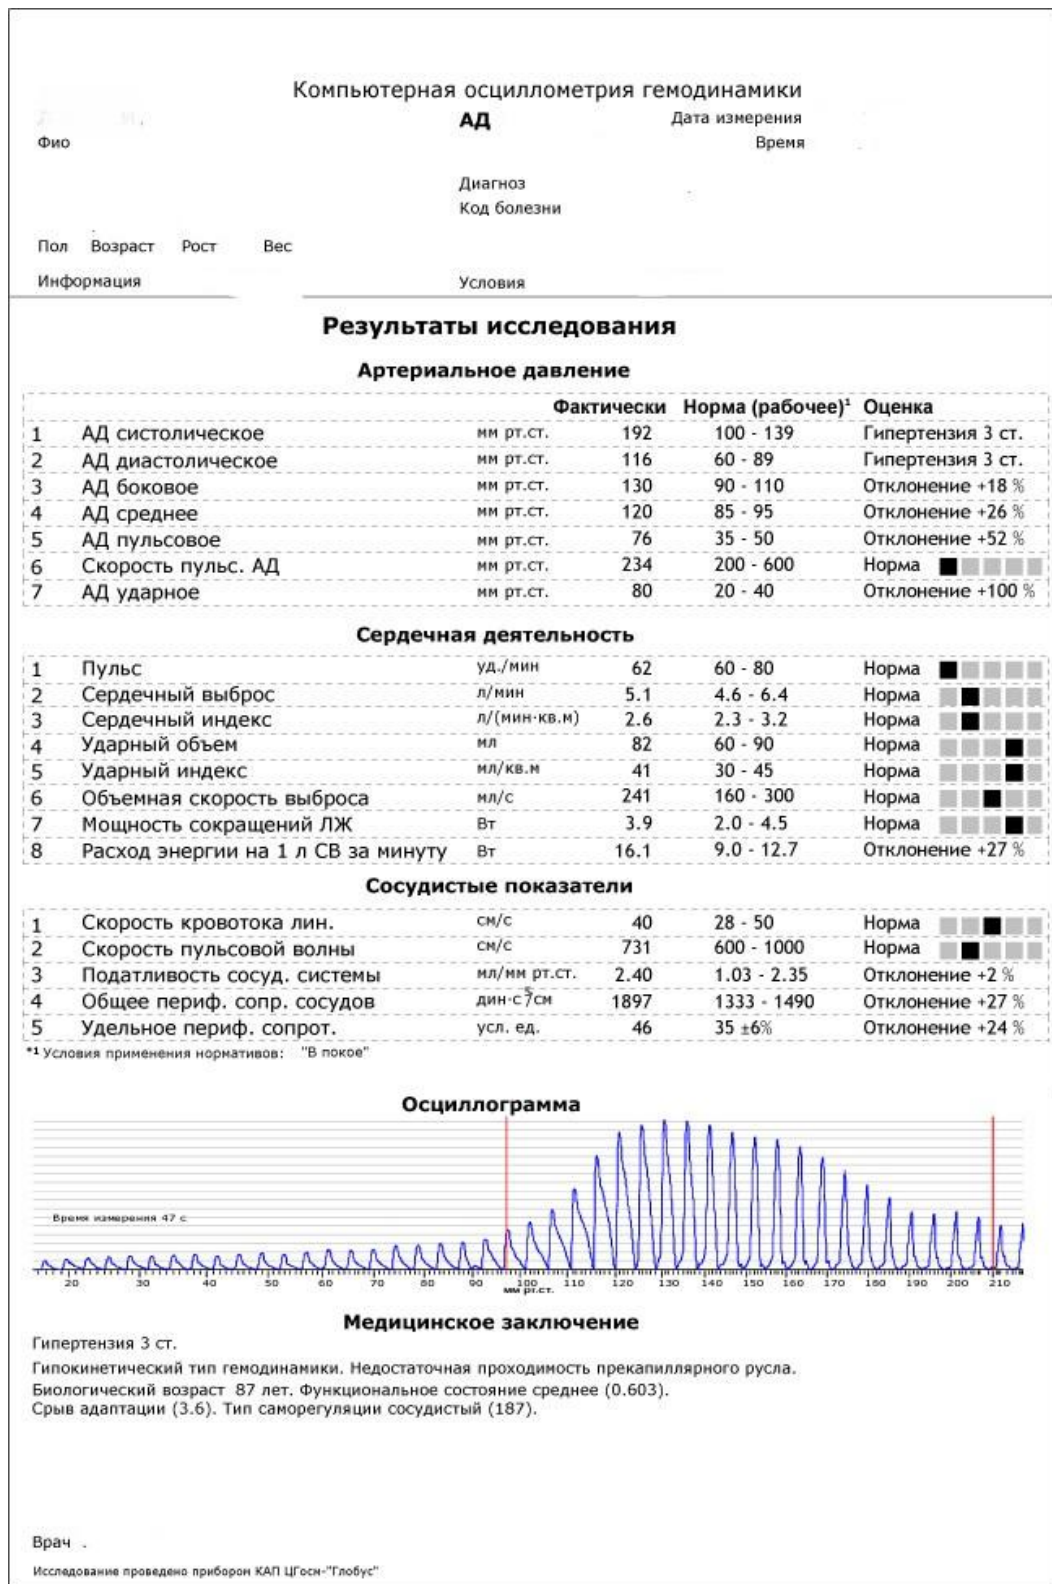 Компьютерная осциллометрия гемодинамики
АД Дата измерения
Фио Время
Диагноз
Код болезни
Пол Возраст Рост Вес
Информация Условия
Результаты исследования
Артериальное давление
Фактически Норма (рабочее)¹ Оценка
1 АД систолическое мм рт.ст. 192 100 - 139 Гипертензия 3 ст.
2 АД диастолическое мм рт.ст. 116 60 - 89 Гипертензия 3 ст.
3 АД боковое мм рт.ст. 130 90 - 110 Отклонение +18 %
4 АД среднее мм рт.ст. 120 85 - 95 Отклонение +26 %
5 АД пульсовое мм рт.ст. 76 35 - 50 Отклонение +52 %
6 Скорость пульс. АД мм рт.ст. 234 200 - 600 Норма
7 АД ударное мм рт.ст. 80 20 - 40 Отклонение +100 %
Сердечная деятельность
1 Пульс уд./мин 62 60 - 80 Норма
2 Сердечный выброс л/мин 5.1 4.6 - 6.4 Норма
3 Сердечный индекс л/(мин·кв.м) 2.6 2.3 - 3.2 Норма
4 Ударный объем мл 82 60 - 90 Норма
5 Ударный индекс мл/кв.м 41 30 - 45 Норма
6 Объемная скорость выброса мл/с 241 160 - 300 Норма
7 Мощность сокращений ЛЖ Вт 3.9 2.0 - 4.5 Норма
8 Расход энергии на 1 л СВ за минуту Вт 16.1 9.0 - 12.7 Отклонение +27 %
Сосудистые показатели
1 Скорость кровотока лин. см/с 40 28 - 50 Норма
2 Скорость пульсовой волны см/с 731 600 - 1000 Норма
3 Податливость сосуд. системы мл/мм рт.ст. 2.40 1.03 - 2.35 Отклонение +2 %
4 Общее периф. сопр. сосудов дин·с/см⁵ 1897 1333 - 1490 Отклонение +27 %
5 Удельное периф. сопрот. усл. ед. 46 35 ±6% Отклонение +24 %
*1 Условия применения нормативов: "В покое"
Осциллограмма
Время измерения 47 с
20 30 40 50 60 70 80 90 100 110 120 130 140 150 160 170 180 190 200 210
мм рт.ст.
Медицинское заключение
Гипертензия 3 ст.
Гипокинетический тип гемодинамики. Недостаточная проходимость прекапиллярного русла.
Биологический возраст 87 лет. Функциональное состояние среднее (0.603).
Срыв адаптации (3.6). Тип саморегуляции сосудистый (187).
Врач .
Исследование проведено прибором КАП ЦГосм-"Глобус"